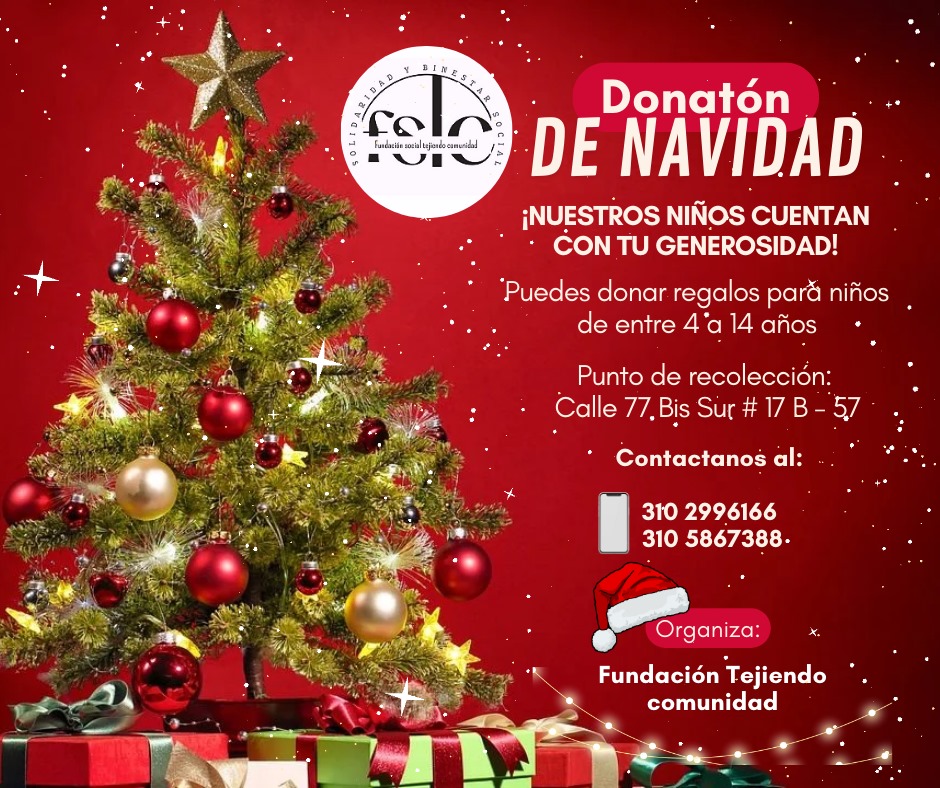 SOLIDARIDAD Y BINESTAR SOCIAL
fstc
Fundación social tejiendo comunidad
Donatón
DE NAVIDAD
¡NUESTROS NIÑOS CUENTAN
CON TU GENEROSIDAD!
Puedes donar regalos para niños
de entre 4 a 14 años
Punto de recolección:
Calle 77 Bis Sur # 17 B - 57
Contactanos al:
310 2996166
310 5867388
Organiza:
Fundación Tejiendo
comunidad